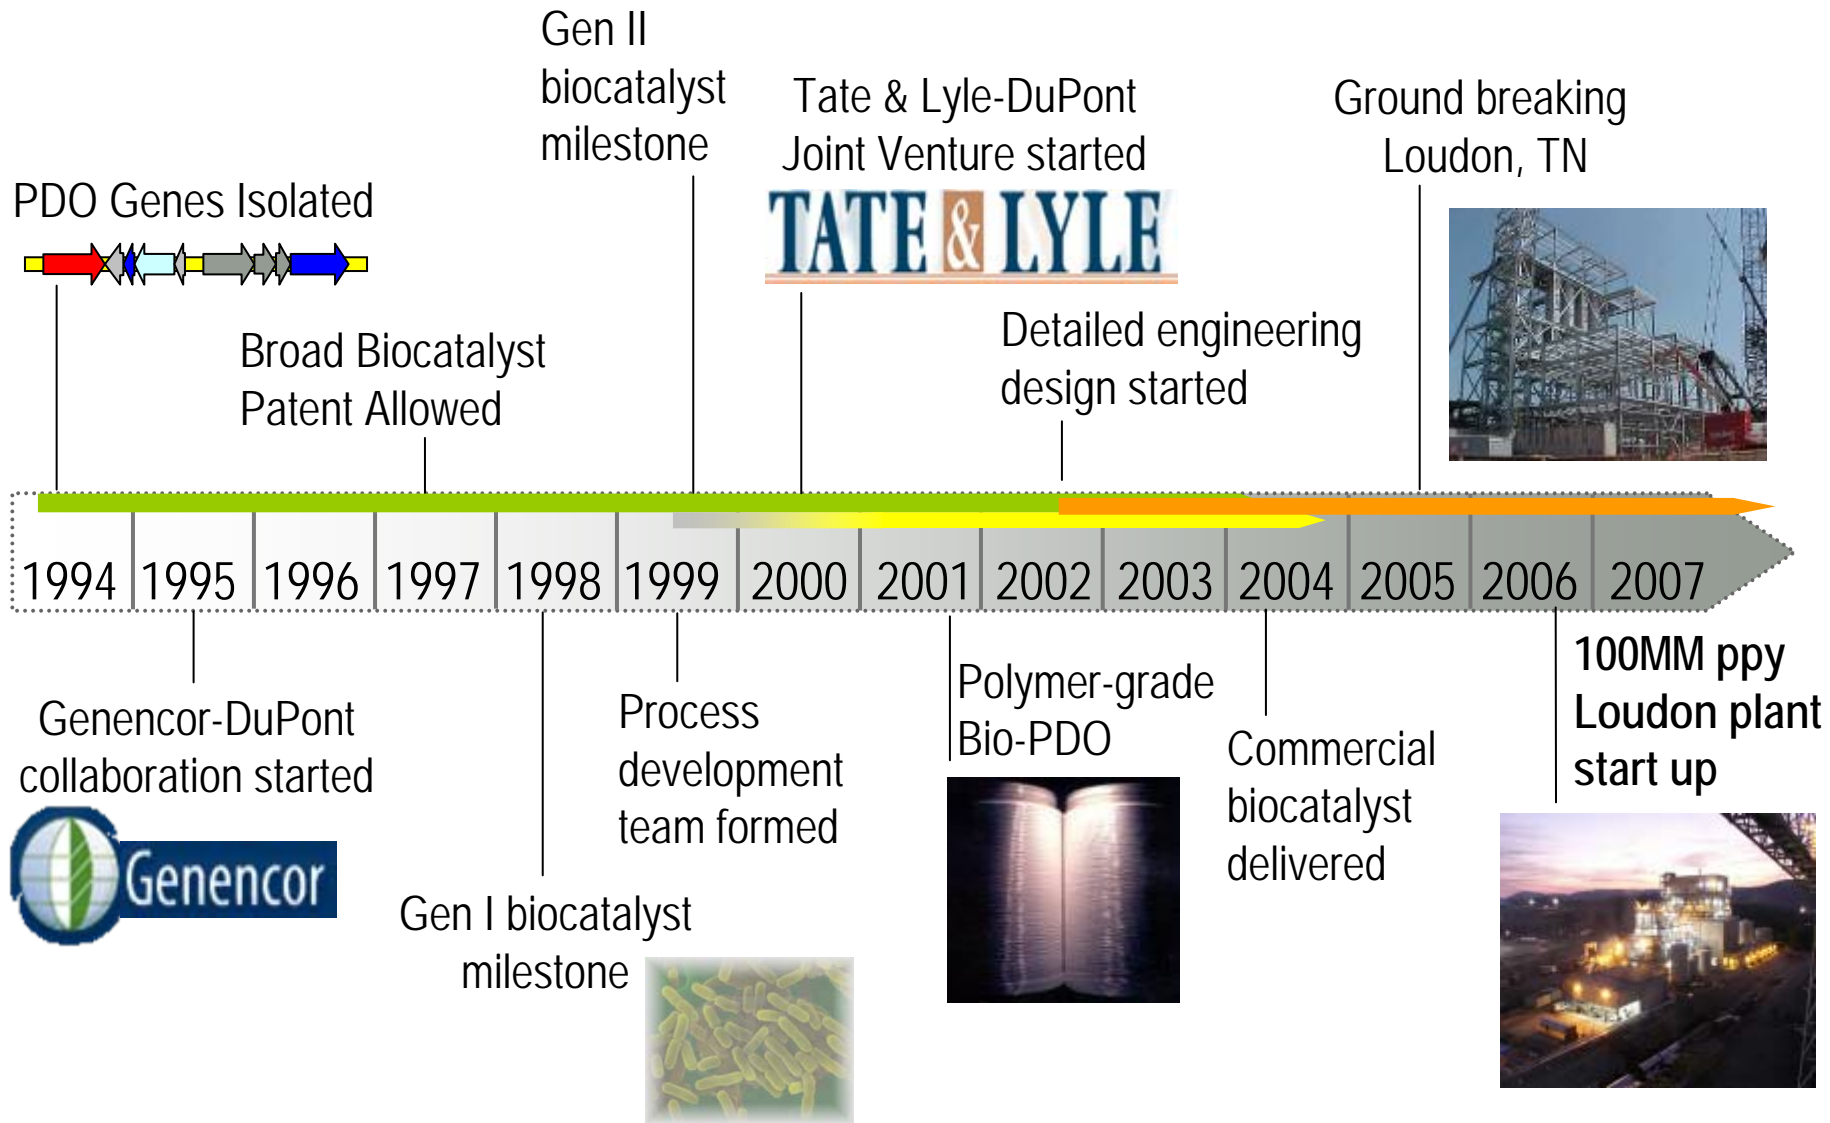 Gen II
biocatalyst
milestone
Tate & Lyle-DuPont
Joint Venture started
TATE & LYLE
Ground breaking
Loudon, TN
PDO Genes Isolated
Broad Biocatalyst
Patent Allowed
Detailed engineering
design started
1994 1995 1996 1997 1998 1999 2000 2001 2002 2003 2004 2005 2006 2007
Genencor-DuPont
collaboration started
Genencor
Gen I biocatalyst
milestone
Process
development
team formed
Polymer-grade
Bio-PDO
Commercial
biocatalyst
delivered
100MM ppy
Loudon plant
start up